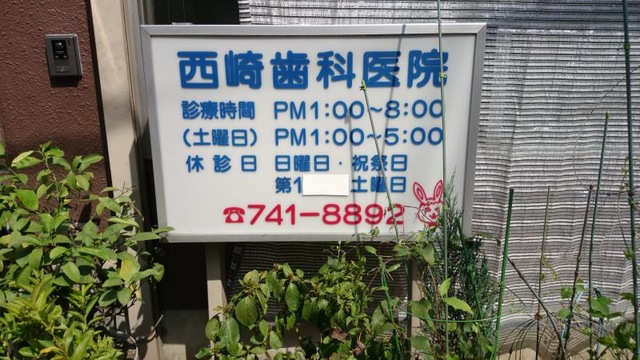 西崎歯科医院
診療時間 PM1:00~8:00
(土曜日) PM1:00~5:00
休診日 日曜日・祝祭日
第1 土曜日
☎741-8892